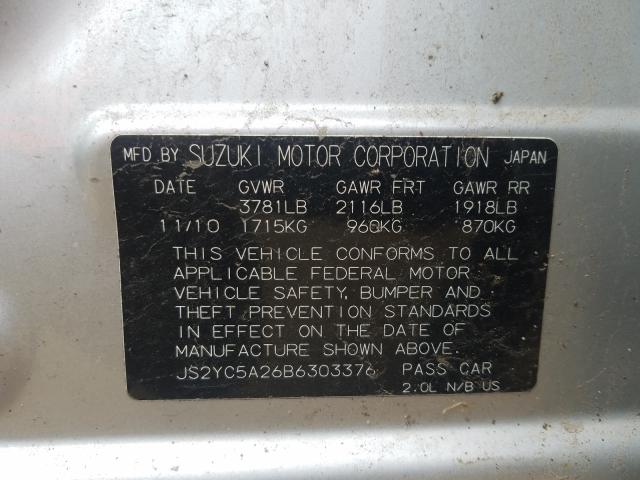 MFD.BY SUZUKI MOTOR CORPORATION JAPAN
DATE GVWR GAWR FRT GAWR RR
3781LB 2116LB 1918LB
11/10 1715KG 960KG 870KG
THIS VEHICLE CONFORMS TO ALL
APPLICABLE FEDERAL MOTOR
VEHICLE SAFETY, BUMPER AND
THEFT PREVENTION STANDARDS
IN EFFECT ON THE DATE OF
MANUFACTURE SHOWN ABOVE.
JS2YC5A26B6303376 PASS CAR
2.0L N/B US